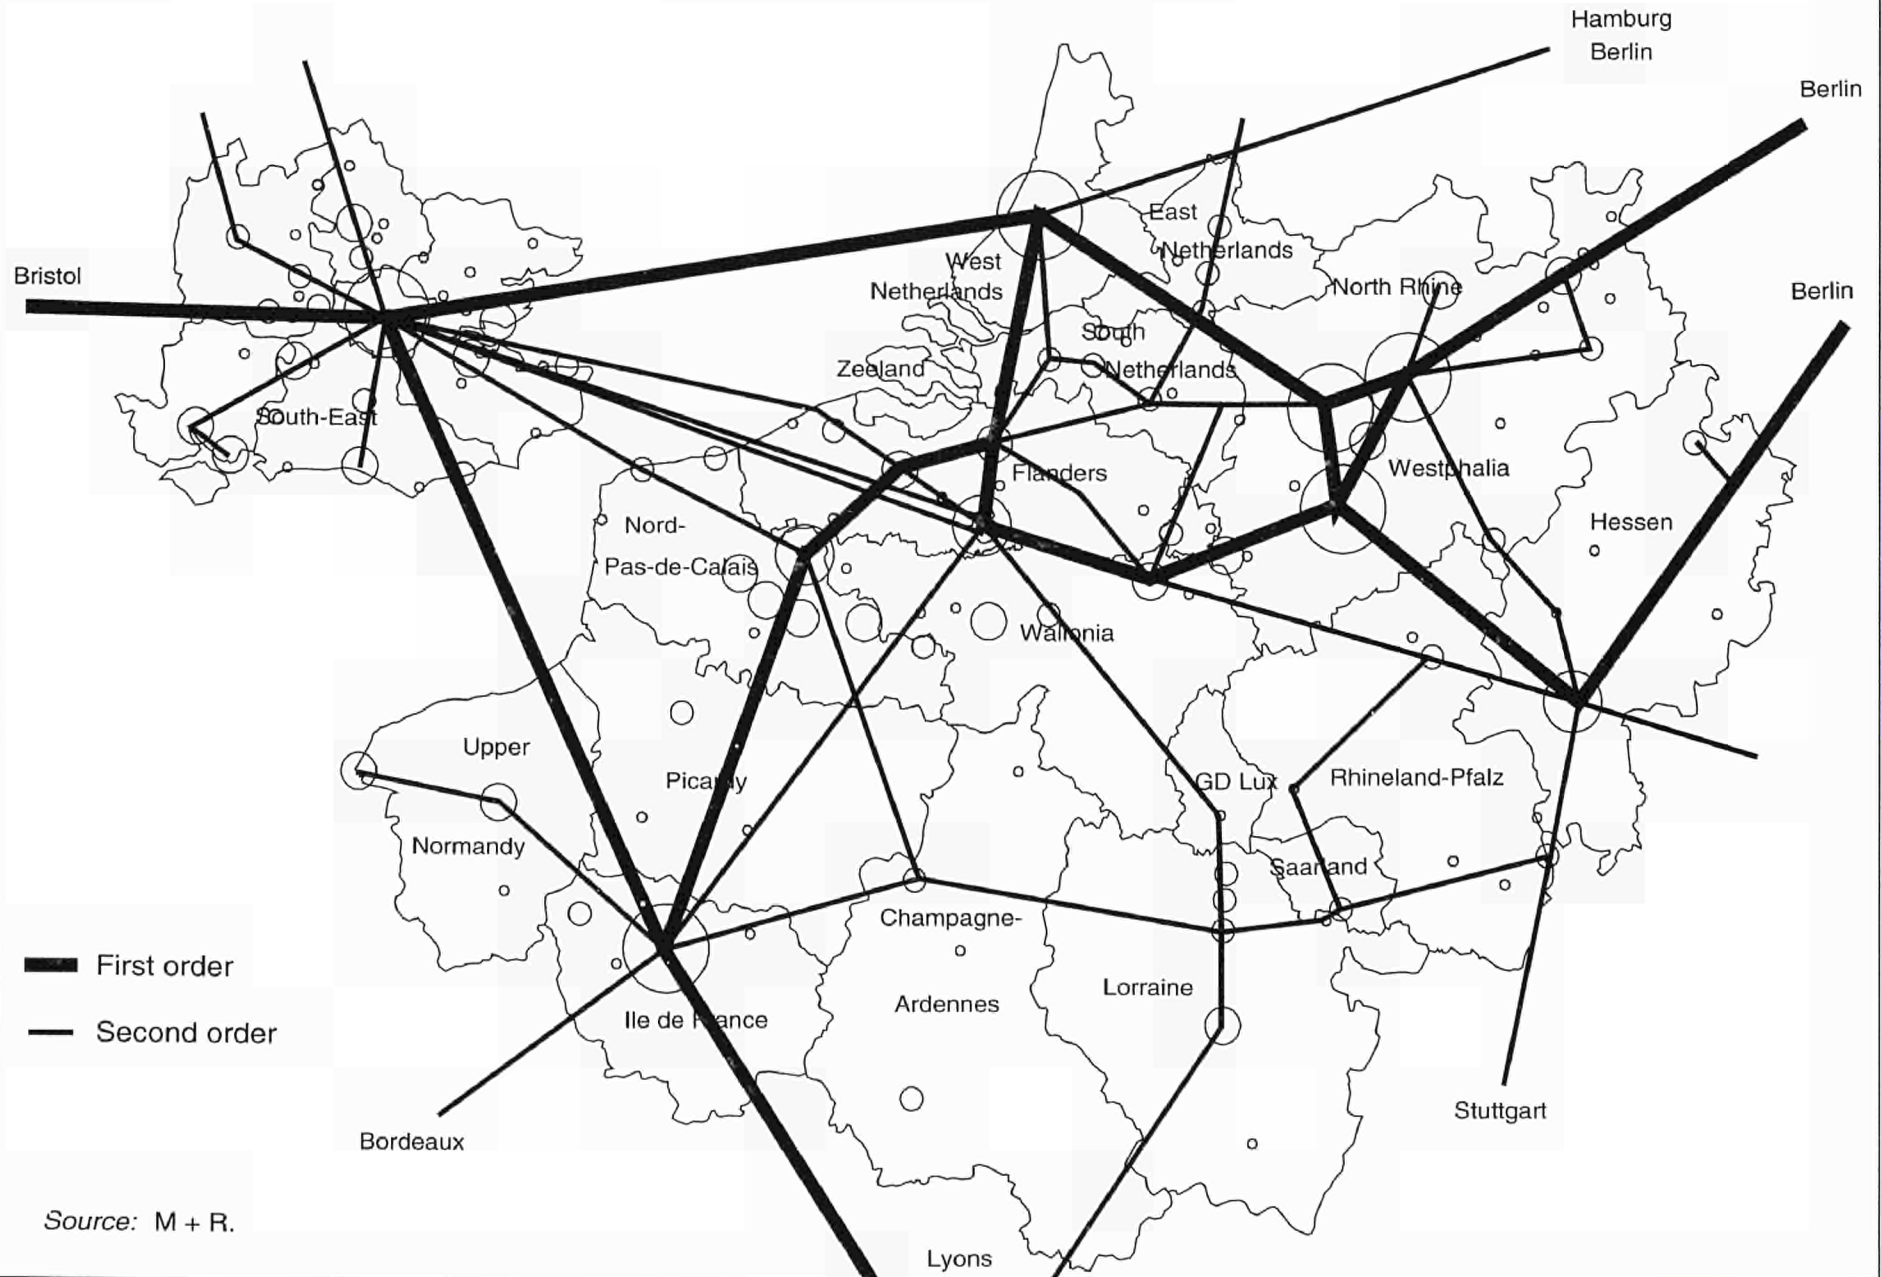 Hamburg
Berlin
Berlin
Bristol
East
Netherlands
West
Netherlands
North Rhine
Berlin
South
Netherlands
Zeeland
South-East
Flanders
Westphalia
Nord-
Pas-de-Calais
Hessen
Wallonia
Upper
Picardy
GD Lux
Rhineland-Pfalz
Normandy
Saarland
Champagne-
First order
Lorraine
Ardennes
Ile de France
Second order
Stuttgart
Bordeaux
Source: M + R.
Lyons